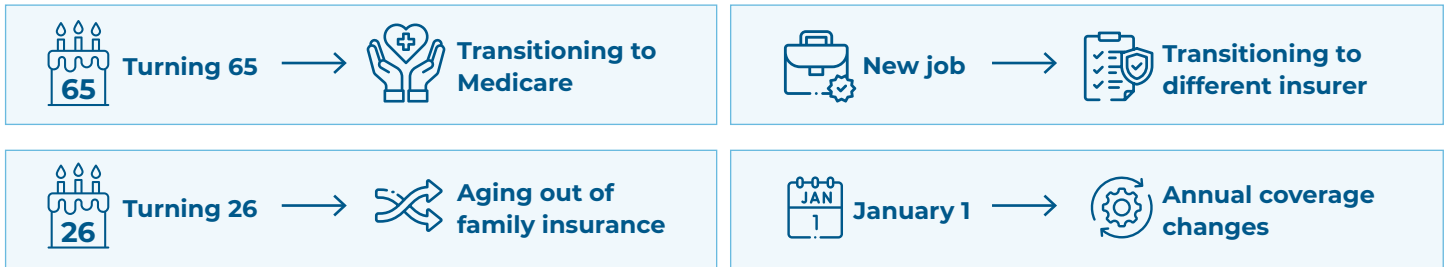 65
Turning 65
Transitioning to
Medicare
New job
Transitioning to
different insurer
26
Turning 26
Aging out of
family insurance
JAN
1
January 1
Annual coverage
changes